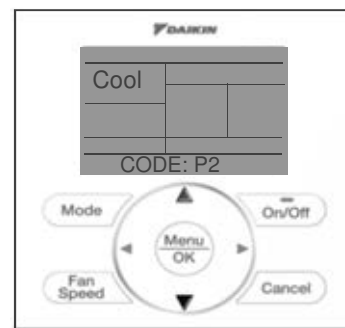 DAIKIN
Cool
CODE: P2
Mode
On/Off
Menu
OK
Fan
Speed
Cancel